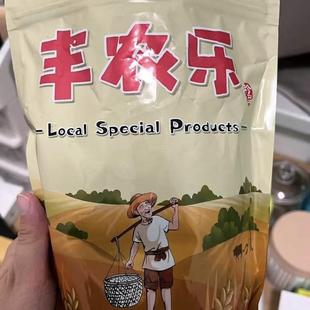 丰农乐
- Local Special Products -